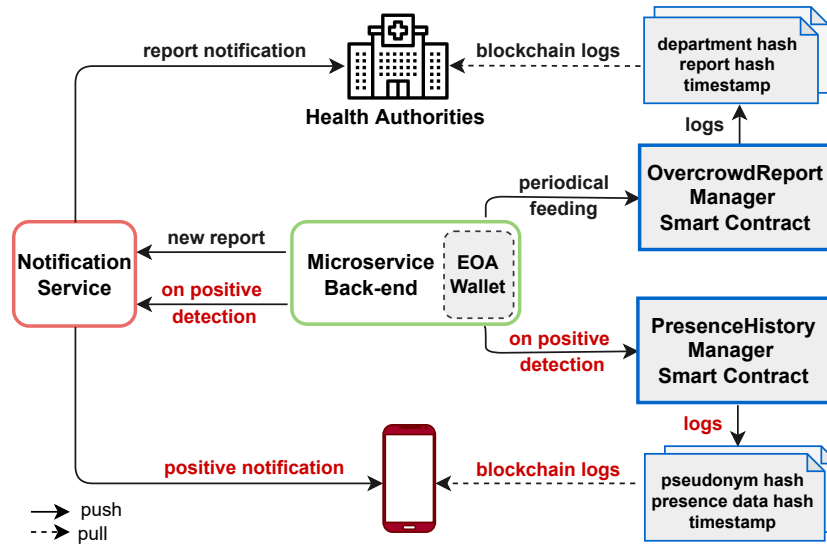 report notification
blockchain logs
department hash
report hash
timestamp
Health Authorities
logs
periodical
feeding
OvercrowdReport
Manager
Smart Contract
new report
Notification
Service
Microservice
Back-end
EOA
Wallet
on positive
detection
on positive
detection
PresenceHistory
Manager
Smart Contract
logs
positive notification
blockchain logs
pseudonym hash
presence data hash
timestamp
push
pull